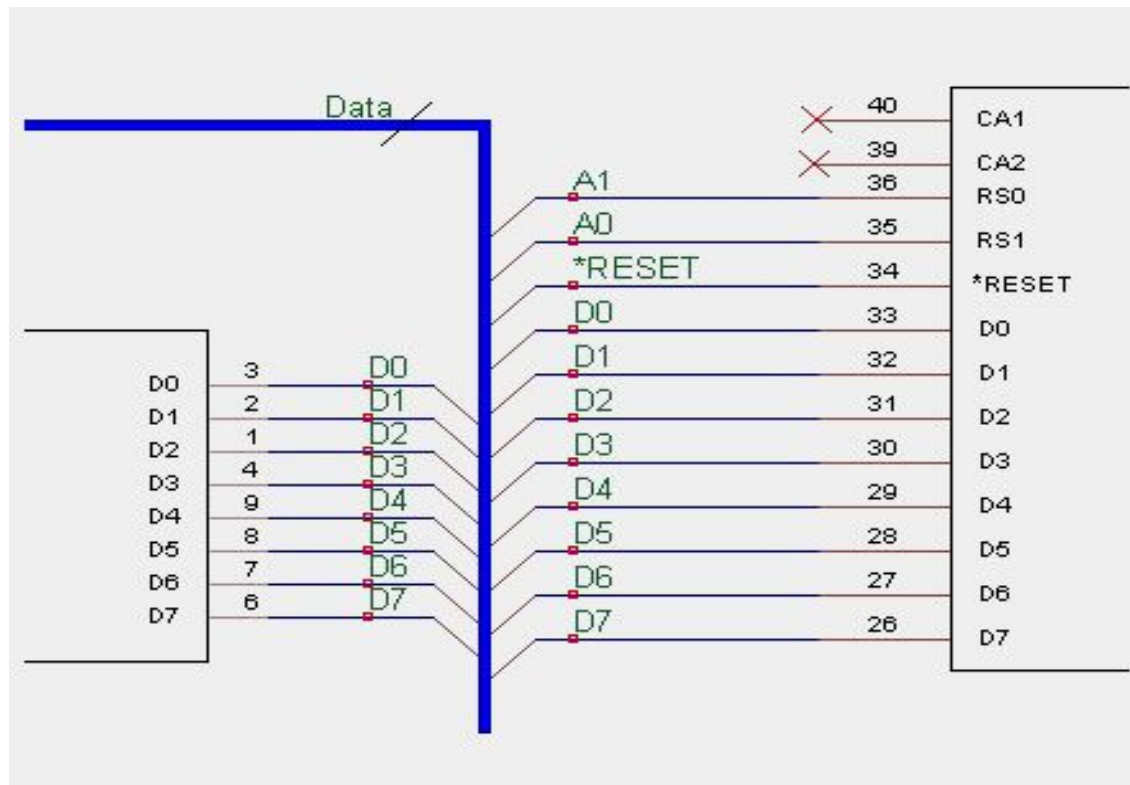 Data
40 CA1
39 CA2
A1 36 RS0
A0 35 RS1
*RESET 34 *RESET
D0 33 D0
D1 32 D1
D2 31 D2
D3 30 D3
D4 29 D4
D5 28 D5
D6 27 D6
D7 26 D7
D0 3 D0
D1 2 D1
D2 1 D2
D3 4 D3
D4 9 D4
D5 8 D5
D6 7 D6
D7 6 D7